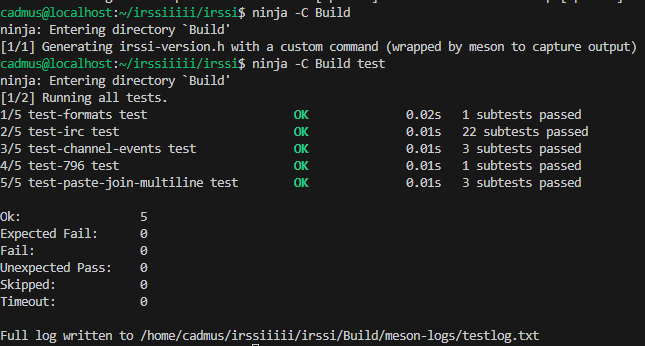 cadmus@localhost:~/irssiiiii/irssi$ ninja -C Build
ninja: Entering directory `Build'
[1/1] Generating irssi-version.h with a custom command (wrapped by meson to capture output)
cadmus@localhost:~/irssiiiii/irssi$ ninja -C Build test
ninja: Entering directory `Build'
[1/2] Running all tests.
1/5 test-formats test OK 0.02s 1 subtests passed
2/5 test-irc test OK 0.01s 22 subtests passed
3/5 test-channel-events test OK 0.01s 3 subtests passed
4/5 test-796 test OK 0.01s 1 subtests passed
5/5 test-paste-join-multiline test OK 0.01s 3 subtests passed
Ok: 5
Expected Fail: 0
Fail: 0
Unexpected Pass: 0
Skipped: 0
Timeout: 0
Full log written to /home/cadmus/irssiiiii/irssi/Build/meson-logs/testlog.txt